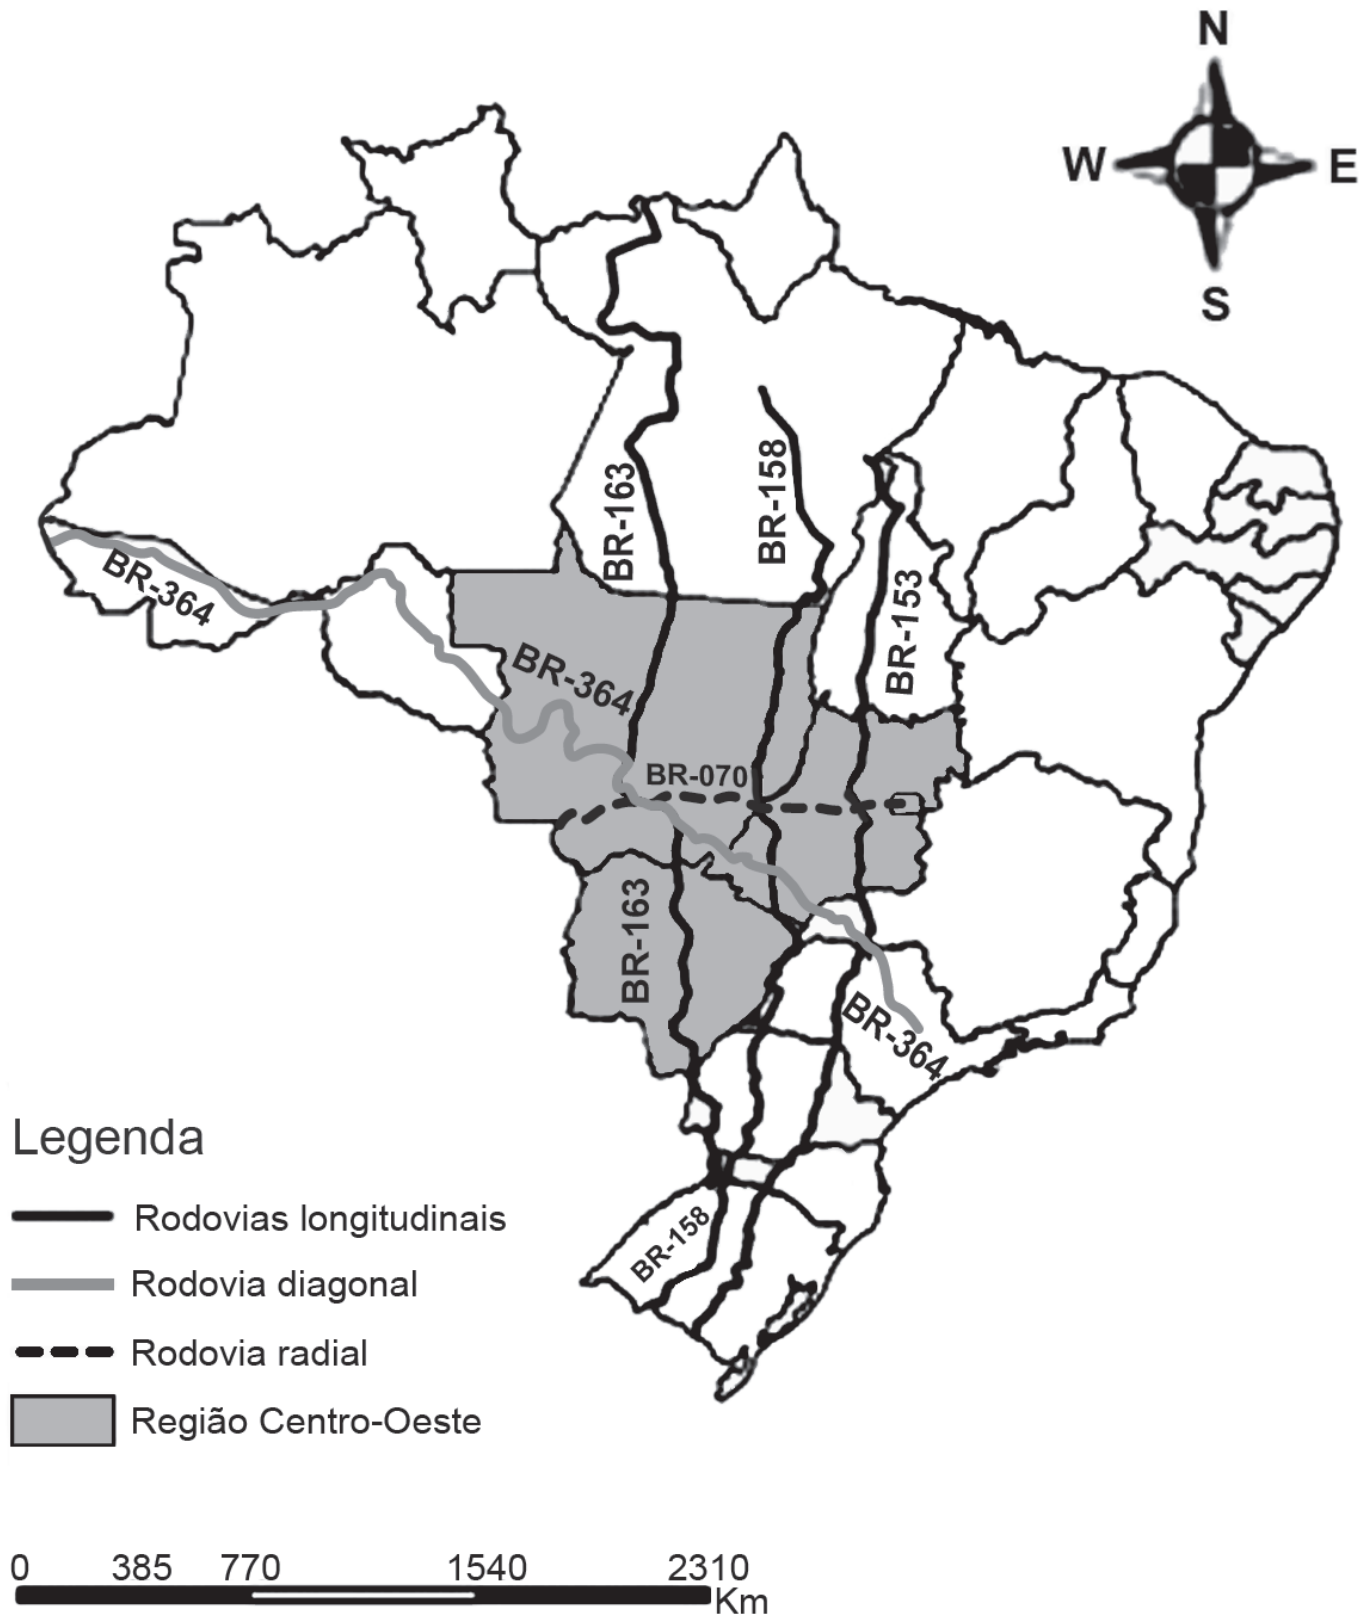 N
W
E
S
BR-163
BR-158
BR-153
BR-364
BR-364
BR-070
BR-163
BR-364
BR-158
Legenda
Rodovias longitudinais
Rodovia diagonal
Rodovia radial
Região Centro-Oeste
0 385 770 1540 2310
Km